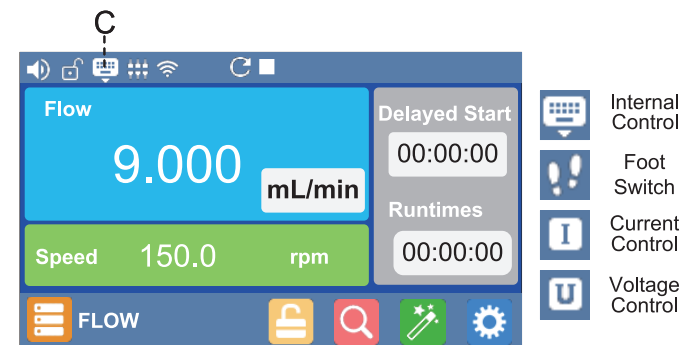 C
Flow
9.000
mL/min
Delayed Start
00:00:00
Runtimes
00:00:00
Speed 150.0 rpm
FLOW
Internal
Control
Foot
Switch
I
Current
Control
U
Voltage
Control